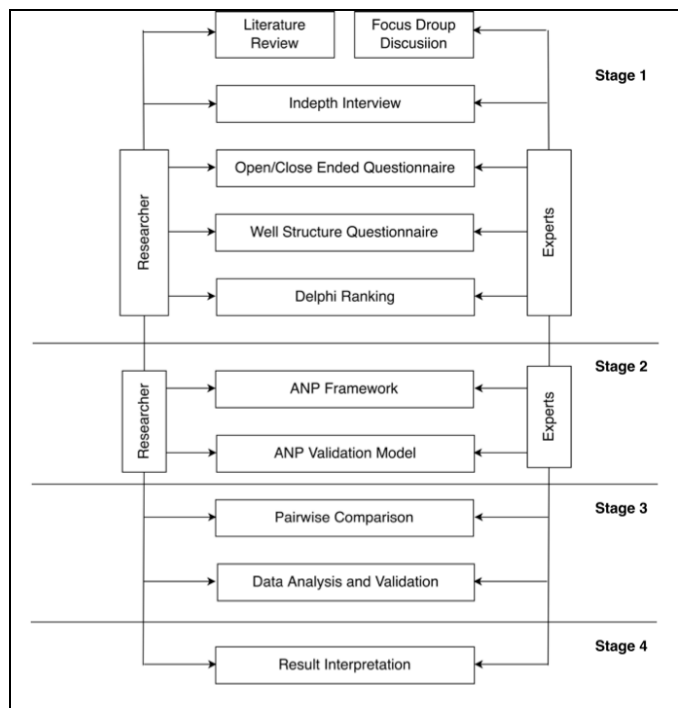 Literature
Review
Focus Droup
Discusiion
Stage 1
Indepth Interview
Researcher
Open/Close Ended Questionnaire
Experts
Well Structure Questionnaire
Delphi Ranking
Stage 2
Researcher
ANP Framework
Experts
ANP Validation Model
Stage 3
Pairwise Comparison
Data Analysis and Validation
Stage 4
Result Interpretation